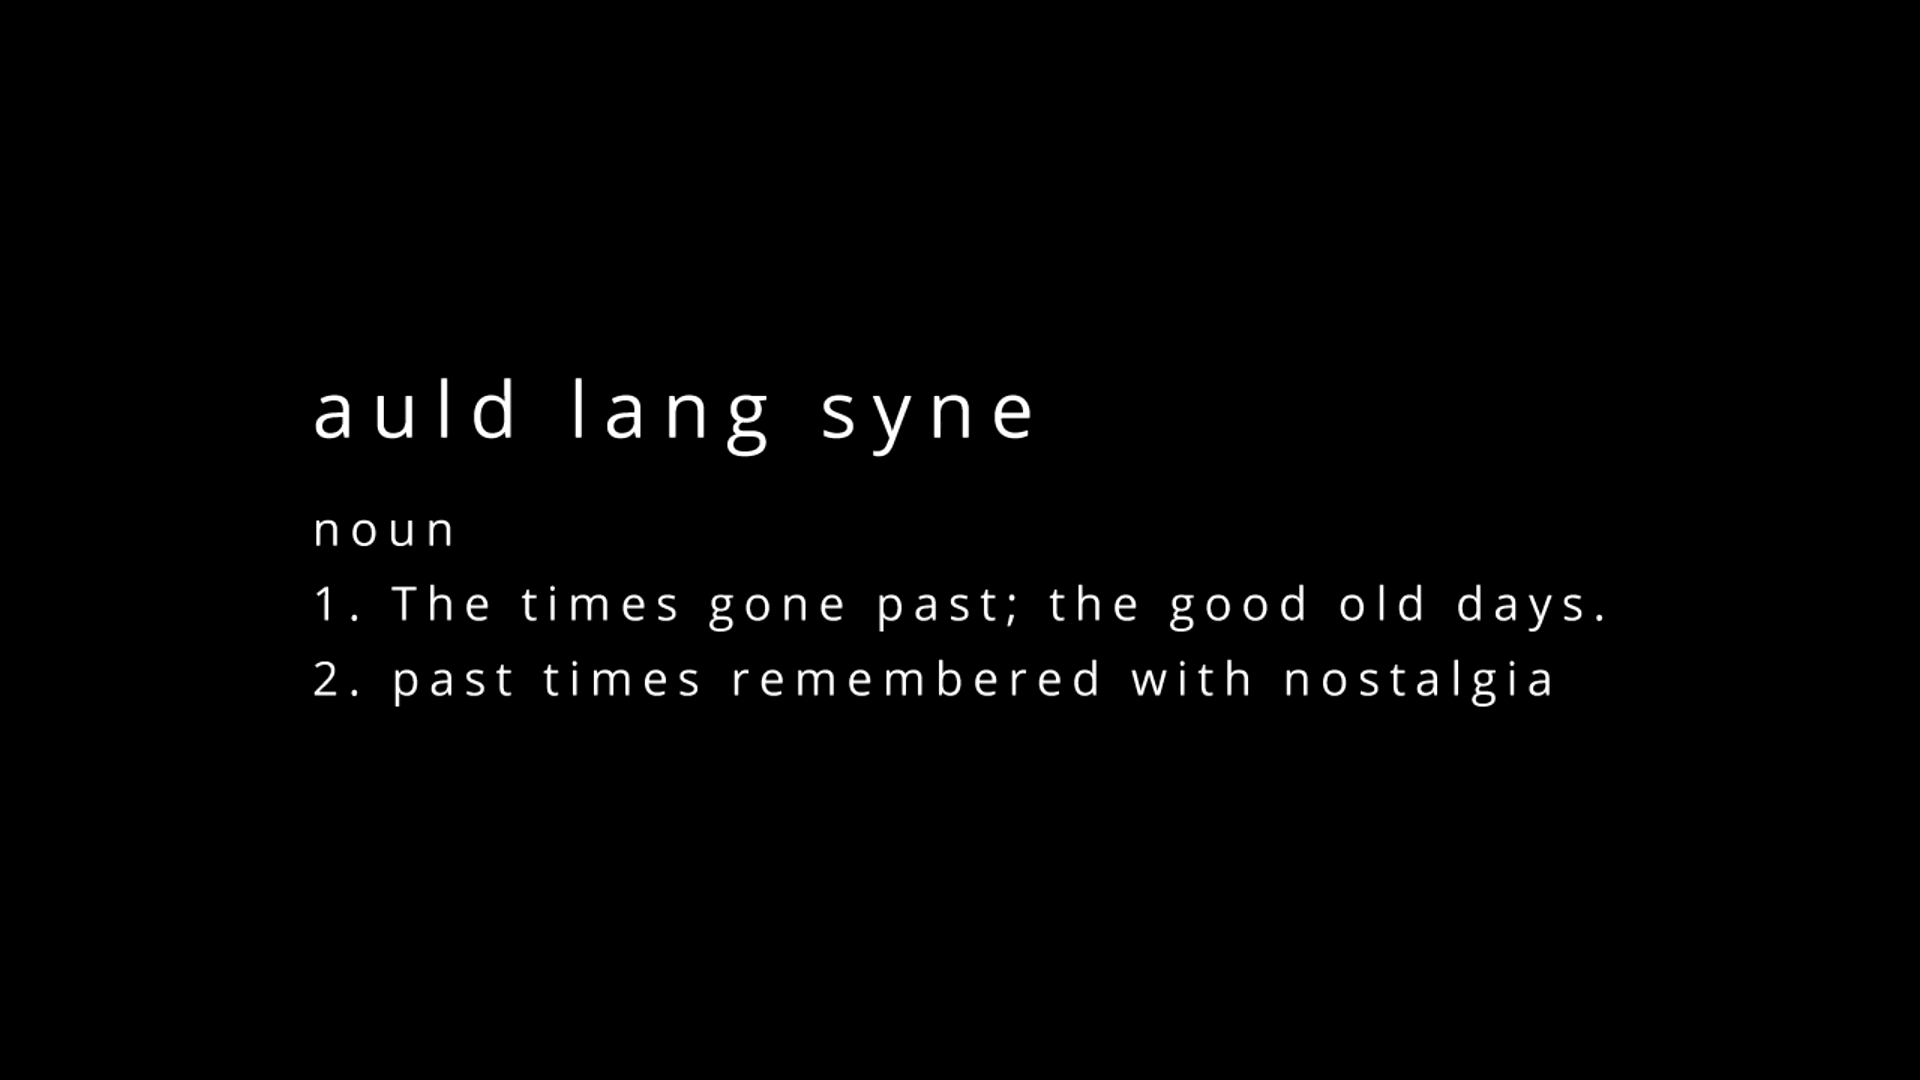 auld lang syne
noun
1. The times gone past; the good old days.
2. past times remembered with nostalgia